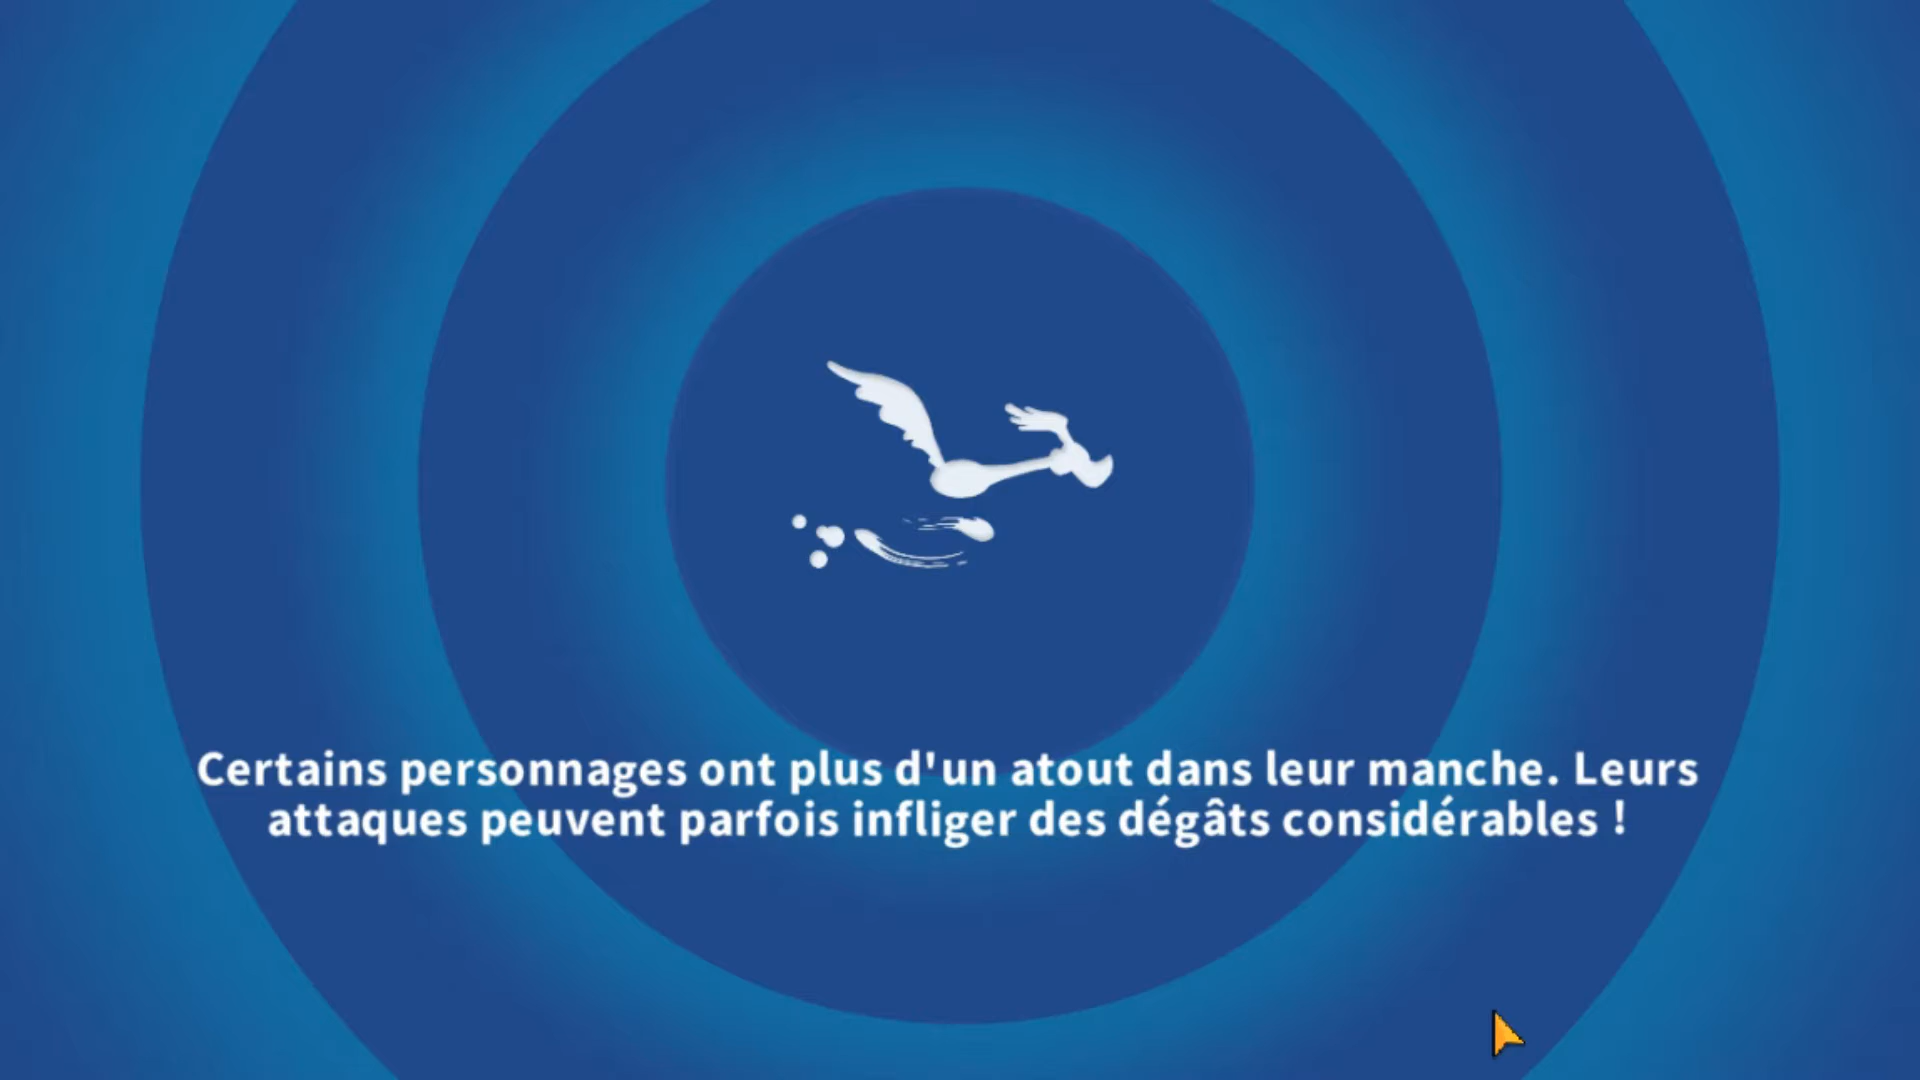 Certains personnages ont plus d'un atout dans leur manche. Leurs
attaques peuvent parfois infliger des dégâts considérables !